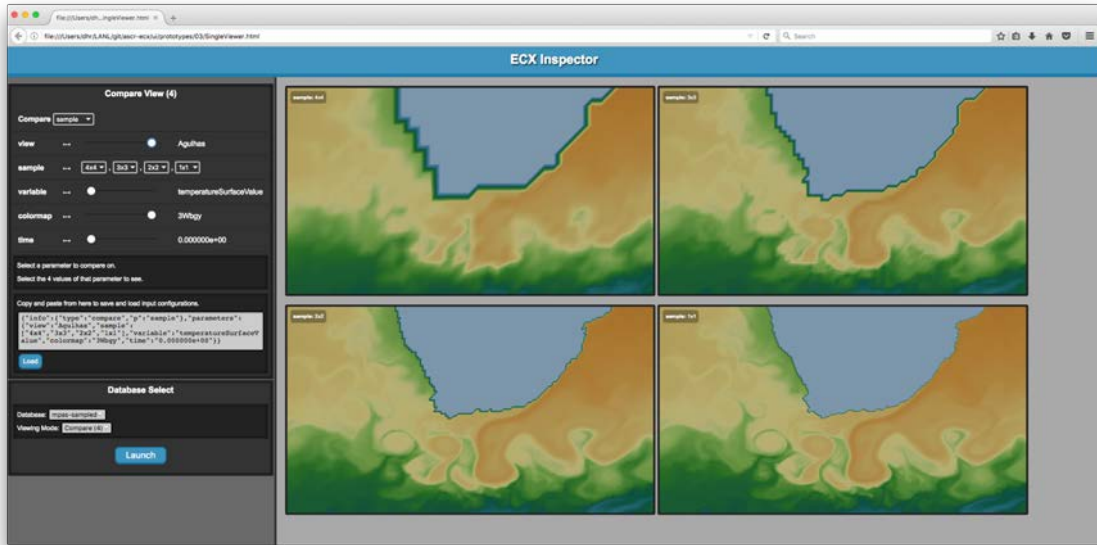 file:///Users/dh...ingleViewer.html × +
file:///Users/dhr/LANL/git/ascr-ecx/ui/prototypes/03/SingleViewer.html
Search
ECX Inspector
Compare View (4)
Compare sample
view Agulhas
sample 4x4 , 3x3 , 2x2 , 1x1
variable temperatureSurfaceValue
colormap 3Wbgy
time 0.000000e+00
Select a parameter to compare on.
Select the 4 values of that parameter to see.
Copy and paste from here to save and load input configurations.
{"info":{"type":"compare","p":"sample"},"parameters":
{"view":"Agulhas","sample":
["4x4","3x3","2x2","1x1"],"variable":"temperatureSurfaceV
alue","colormap":"3Wbgy","time":"0.000000e+00"}}
Load
Database Select
Database: mpas-sampled
Viewing Mode: Compare (4)
Launch
sample: 4x4
sample: 3x3
sample: 2x2
sample: 1x1